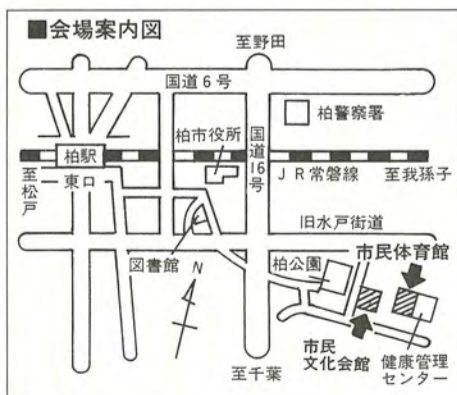 ■会場案内図
至野田
国道6号
柏警察署
柏市役所
国道16号
柏駅
JR常磐線
至我孫子
至松戸
東口
旧水戸街道
図書館
N
柏公園
市民体育館
市民
文化会館
健康管理
センター
至千葉